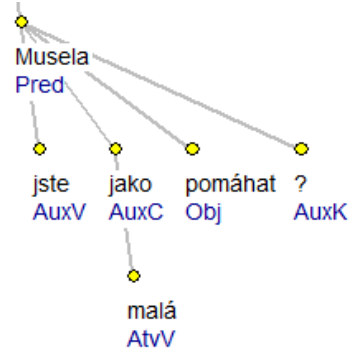 Musela
Pred
jste jako pomáhat ?
AuxV AuxC Obj AuxK
malá
AtvV